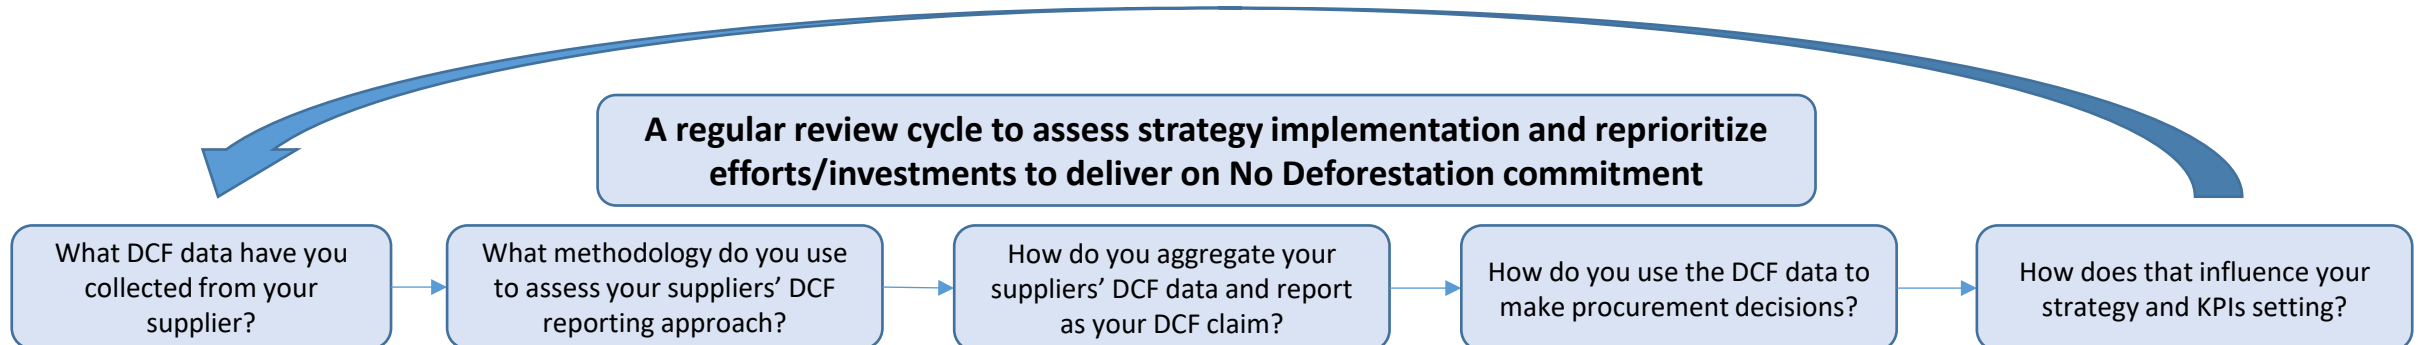 A regular review cycle to assess strategy implementation and reprioritize
efforts/investments to deliver on No Deforestation commitment
What DCF data have you
collected from your
supplier?
What methodology do you use
to assess your suppliers’ DCF
reporting approach?
How do you aggregate your
suppliers’ DCF data and report
as your DCF claim?
How do you use the DCF data to
make procurement decisions?
How does that influence your
strategy and KPIs setting?